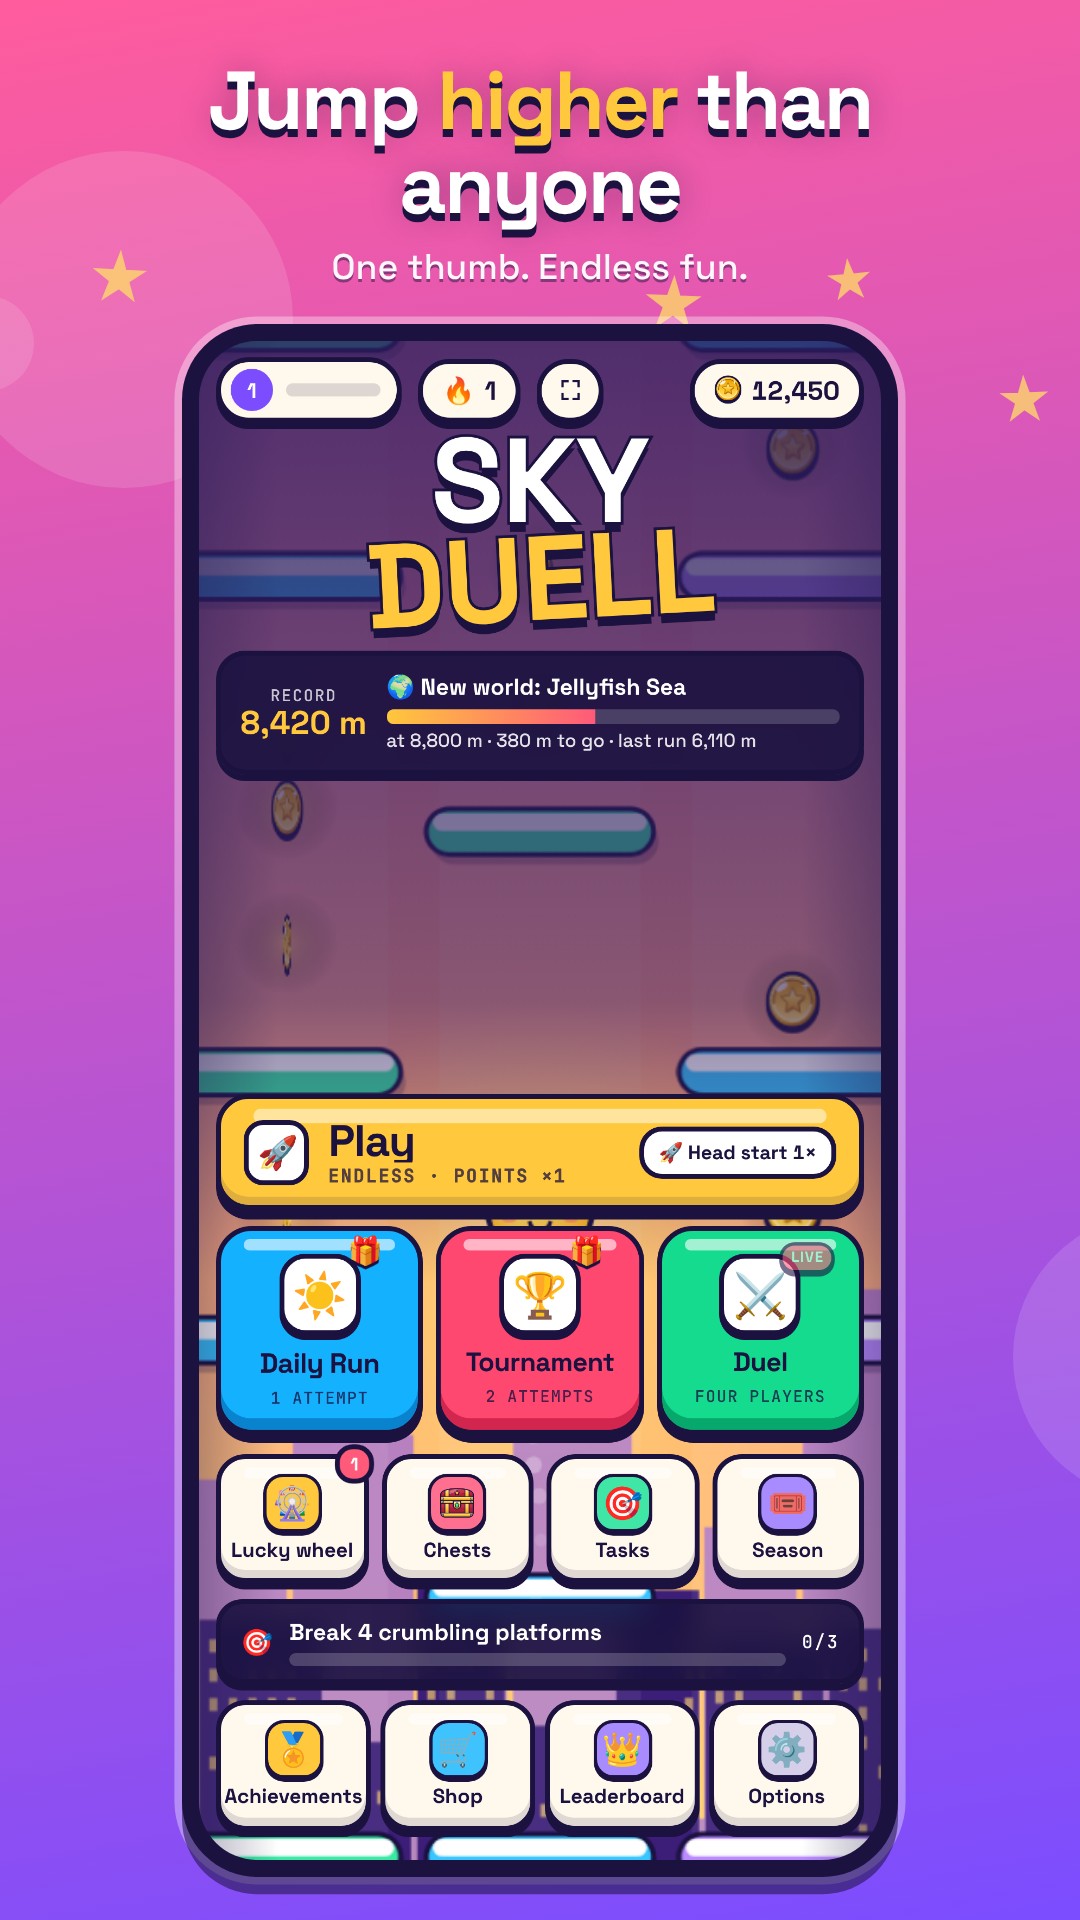 Jump higher than
anyone
One thumb. Endless fun.
1
1
12,450
SKY
DUELL
RECORD
8,420 m
New world: Jellyfish Sea
at 8,800 m · 380 m to go · last run 6,110 m
Play
ENDLESS · POINTS ×1
Head start 1×
LIVE
Daily Run
1 ATTEMPT
Tournament
2 ATTEMPTS
Duel
FOUR PLAYERS
1
Lucky wheel
Chests
Tasks
Season
Break 4 crumbling platforms
0/3
Achievements
Shop
Leaderboard
Options